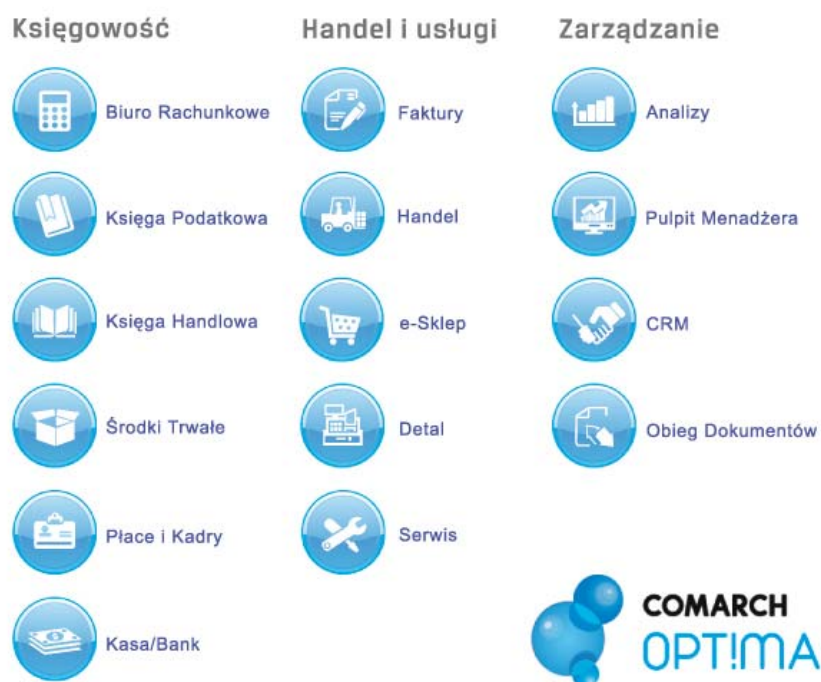 Księgowość
Biuro Rachunkowe
Księga Podatkowa
Księga Handlowa
Środki Trwałe
Płace i Kadry
Kasa/Bank
Handel i usługi
Faktury
Handel
e-Sklep
Detal
Serwis
Zarządzanie
Analizy
Pulpit Menadżera
CRM
Obieg Dokumentów
COMARCH
OPT!MA